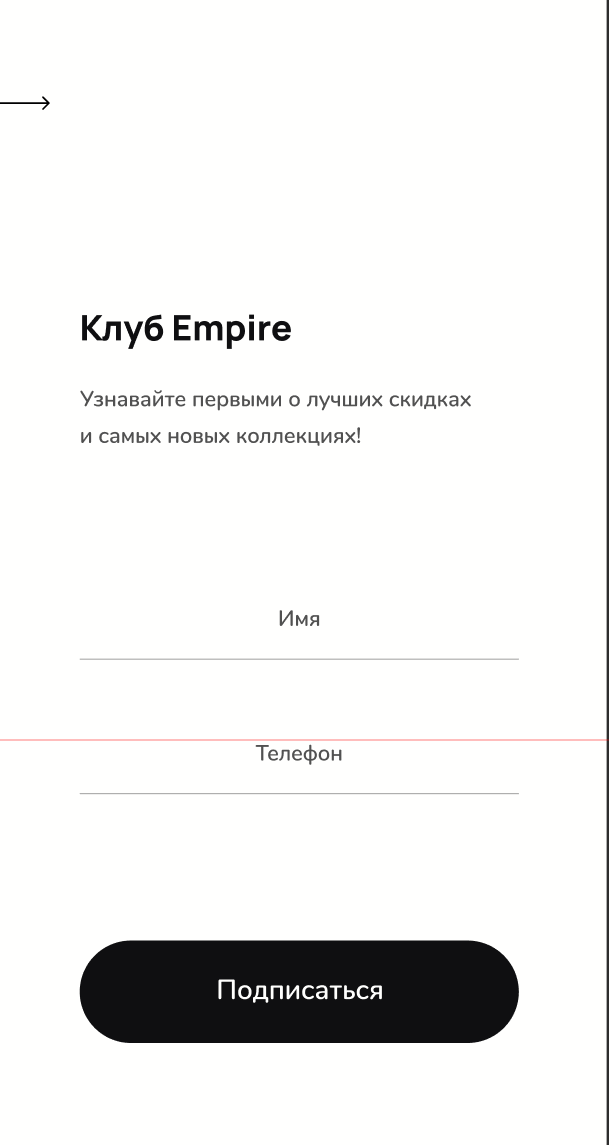 Клуб Empire
Узнавайте первыми о лучших скидках
и самых новых коллекциях!
Имя
Телефон
Подписаться